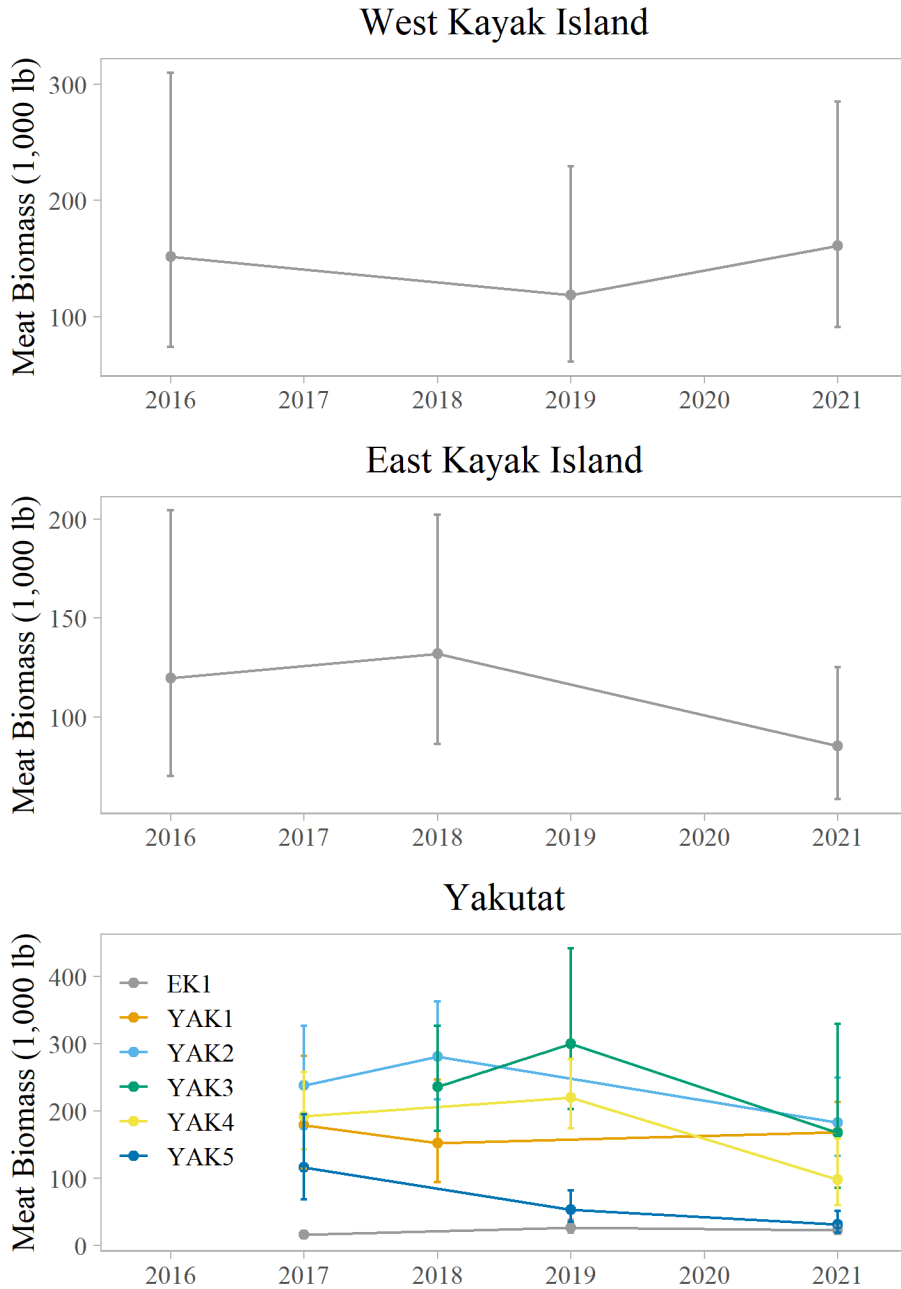 West Kayak Island
Meat Biomass (1,000 lb)
300
200
100
2016 2017 2018 2019 2020 2021
East Kayak Island
Meat Biomass (1,000 lb)
200
150
100
2016 2017 2018 2019 2020 2021
Yakutat
Meat Biomass (1,000 lb)
400
300
200
100
0
EK1
YAK1
YAK2
YAK3
YAK4
YAK5
2016 2017 2018 2019 2020 2021